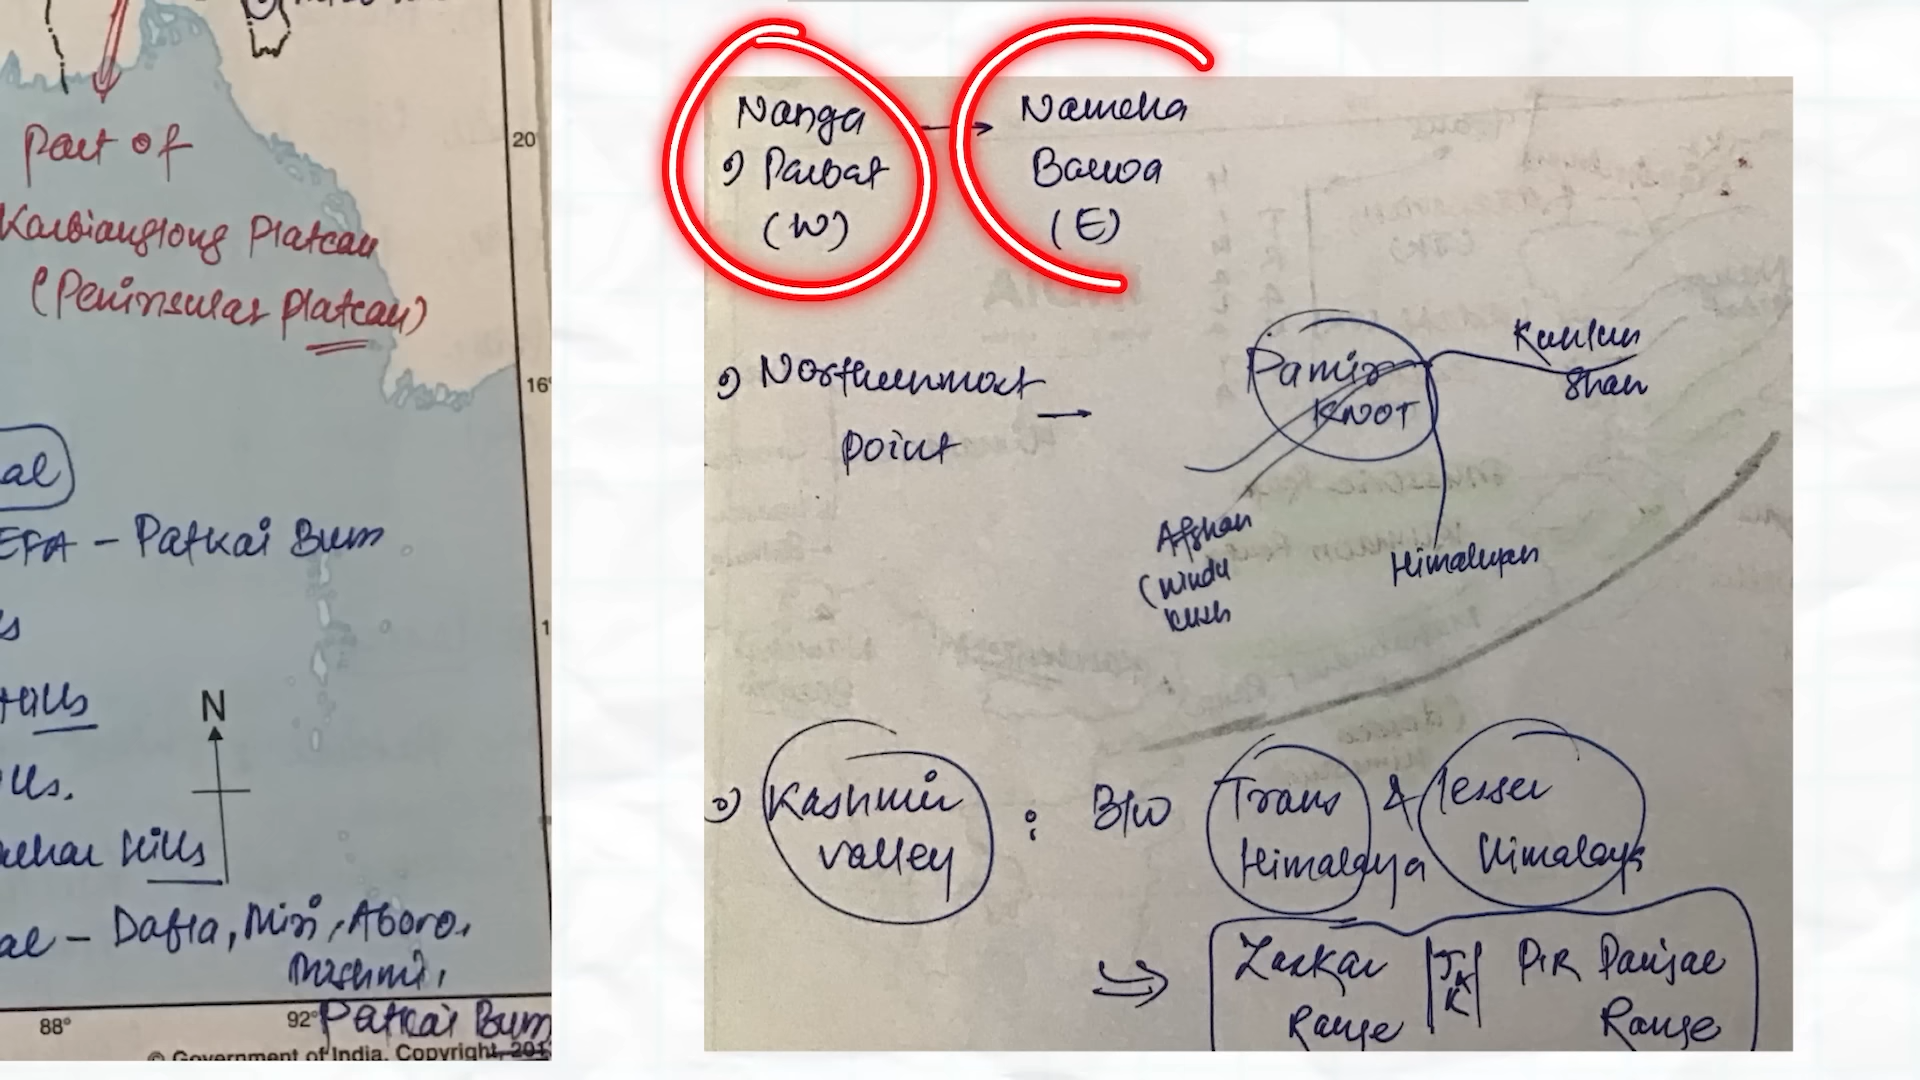 Part of
Karbianglong Plateau
(Peninsular plateau)
20°
16°
al
EFA - Patkai Bum
s
Hills
lls.
Hills
al - Dafla, Miri, Aboro,
Mishmi,
Patkai Bum
N
88°
92°
© Government of India, Copyright, 201
Nanga → Namcha
Parbat Barwa
(W) (E)
Northernmost
point →
Pamir
KNOT
Kunlun
Shan
Afghan
(Hindu
Kush
Himalayan
Kashmir
valley : B/W Trans & lesser
Himalaya Himalaya
⇒ Zaskar |J&K| PIR Panjal
Range Range